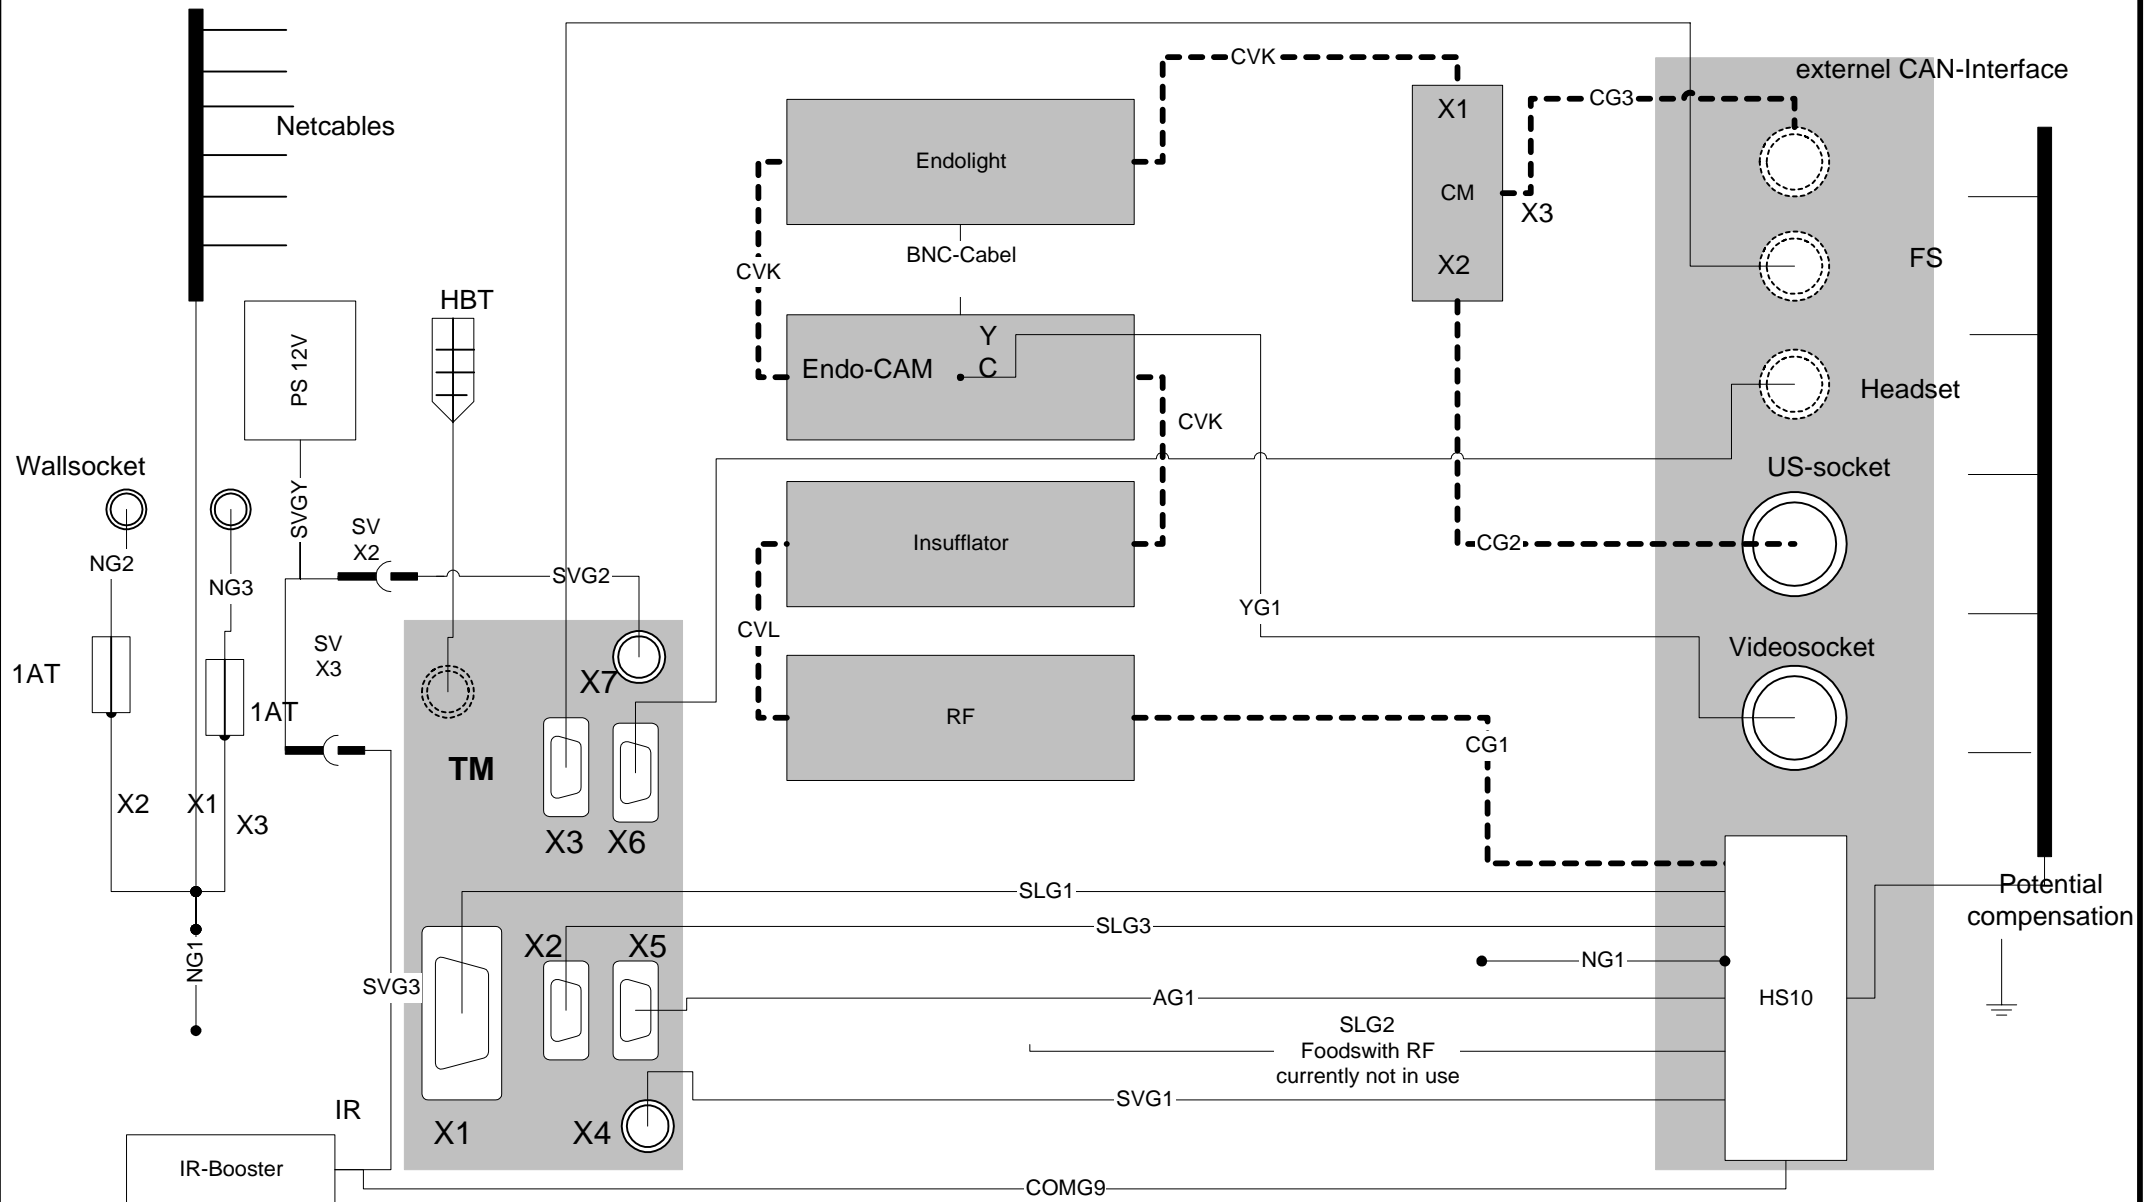 CVK
externel CAN-Interface
X1
CG3
Netcables
Endolight
CM
X3
BNC-Cabel
FS
X2
CVK
HBT
Y
PS 12V
Endo-CAM
C
Headset
CVK
Wallsocket
US-socket
SVGY
SV
X2
Insufflator
CG2
NG2
SVG2
NG3
YG1
CVL
SV
X3
Videosocket
1AT
X7
1AT
RF
CG1
TM
X2
X1
X3
X3
X6
SLG1
Potential
compensation
SLG3
X2
X5
NG1
NG1
SVG3
AG1
HS10
SLG2
Foodswith RF
currently not in use
SVG1
IR
X1
X4
IR-Booster
COMG9